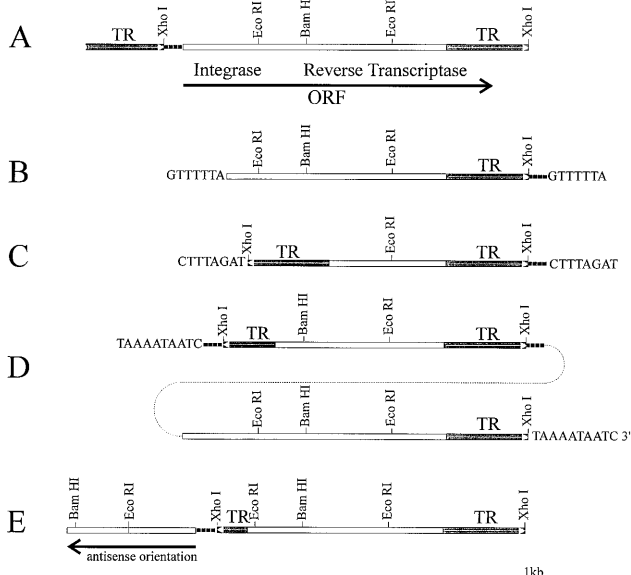 A
TR
Xho I
Eco RI
Bam H
Eco RI
TR
Xho I
Integrase
Reverse Transcriptase
ORF
B
GTTTTTA
Eco RI
Bam HI
Eco RI
TR
Xho I
GTTTTTA
C
CTTTAGAT
Xho I
TR
Eco RI
TR
Xho I
CTTTAGAT
D
TAAAATAATC
Xho I
TR
Bam HI
Eco RI
TR
Xho I
Eco RI
Bam HI
Eco RI
TR
Xho I
TAAAATAATC 3'
E
Bam HI
Eco RI
Xho I
TR
Eco RI
Bam HI
Eco RI
TR
Xho I
antisense orientation
1kb